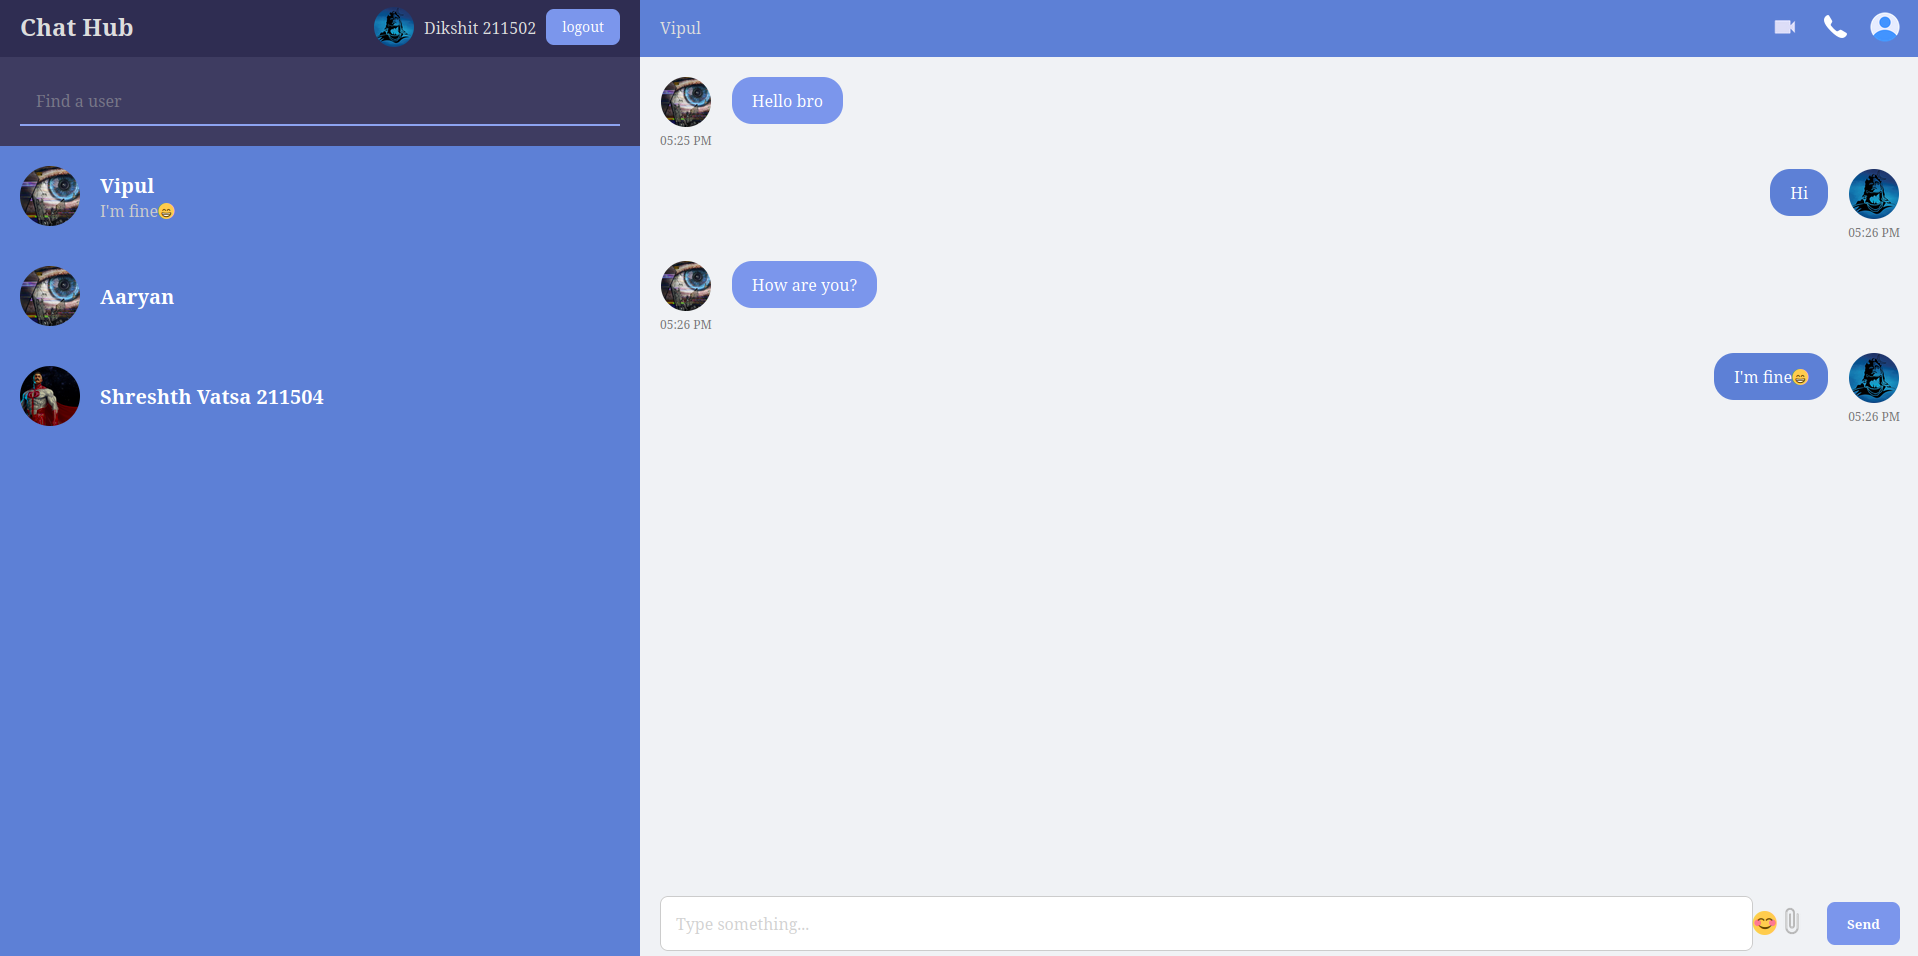 Chat Hub
Dikshit 211502
logout
Find a user
Vipul
I'm fine😄
Aaryan
Shreshth Vatsa 211504
Vipul
Hello bro
05:25 PM
Hi
05:26 PM
How are you?
05:26 PM
I'm fine😄
05:26 PM
Type something...
Send